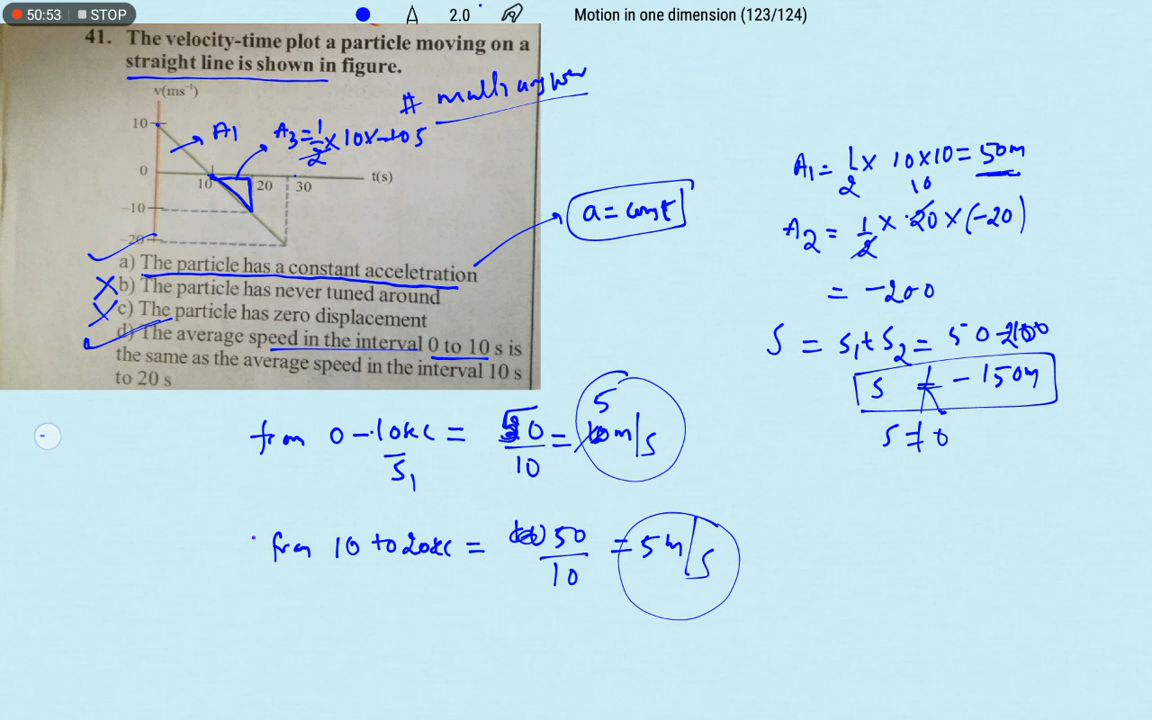 50:53 STOP
2.0
Motion in one dimension (123/124)
41. The velocity-time plot a particle moving on a
straight line is shown in figure.
v(ms⁻¹)
10
0
-10
-20
10 20 30
t(s)
A1
A3 = 1/2 × 10 × -10 5
# multi answer
a = const
a) The particle has a constant acceletration
b) The particle has never tuned around
c) The particle has zero displacement
d) The average speed in the interval 0 to 10 s is
the same as the average speed in the interval 10 s
to 20 s
A1 = 1/2 × 10 × 10 = 50m
10
A2 = 1/2 × 20 × (-20)
= -200
S = S1 + S2 = 50 - 200
S = -150m
S ≠ 0
from 0 - 10sec = 50/10 = 5 m/s
S1
from 10 to 20sec = 50/10 = 5 m/s